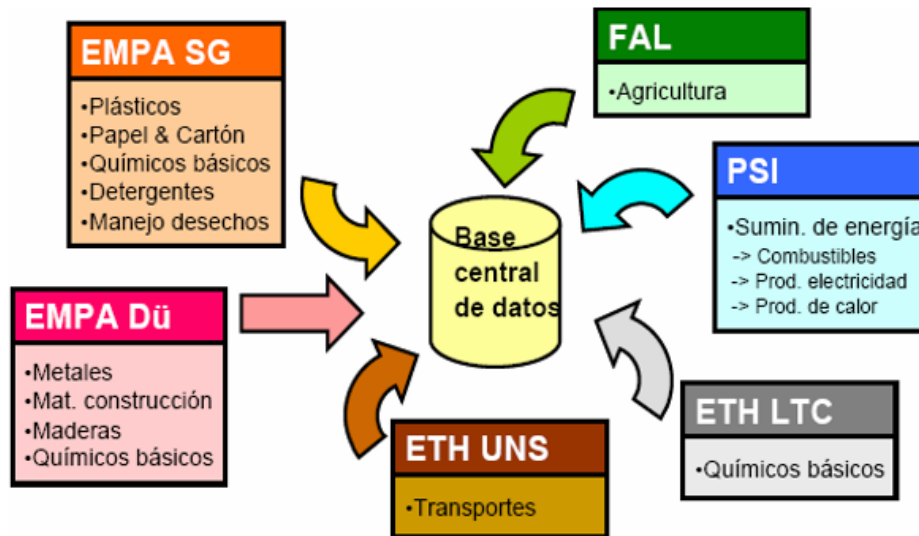 EMPA SG
•Plásticos
•Papel & Cartón
•Químicos básicos
•Detergentes
•Manejo desechos
FAL
•Agricultura
PSI
•Sumin. de energía
-> Combustibles
-> Prod. electricidad
-> Prod. de calor
Base
central
de datos
EMPA Dü
•Metales
•Mat. construcción
•Maderas
•Químicos básicos
ETH UNS
•Transportes
ETH LTC
•Químicos básicos